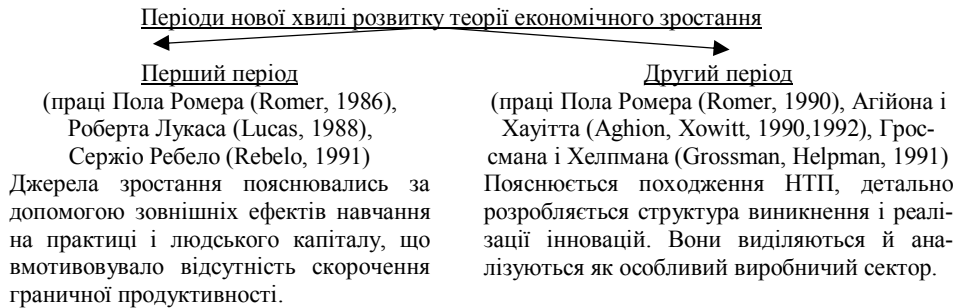 Періоди нової хвилі розвитку теорії економічного зростання
Перший період
(праці Пола Ромера (Romer, 1986),
Роберта Лукаса (Lucas, 1988),
Сержіо Ребело (Rebelo, 1991)
Джерела зростання пояснювались за
допомогою зовнішніх ефектів навчання
на практиці і людського капіталу, що
вмотивовувало відсутність скорочення
граничної продуктивності.
Другий період
(праці Пола Ромера (Romer, 1990), Агійона і
Хауітта (Aghion, Xowitt, 1990,1992), Грос-
смана і Хелпмана (Grossman, Helpman, 1991)
Пояснюється походження НТП, детально
розробляється структура виникнення і реалі-
зації інновацій. Вони виділяються й ана-
лізуються як особливий виробничий сектор.